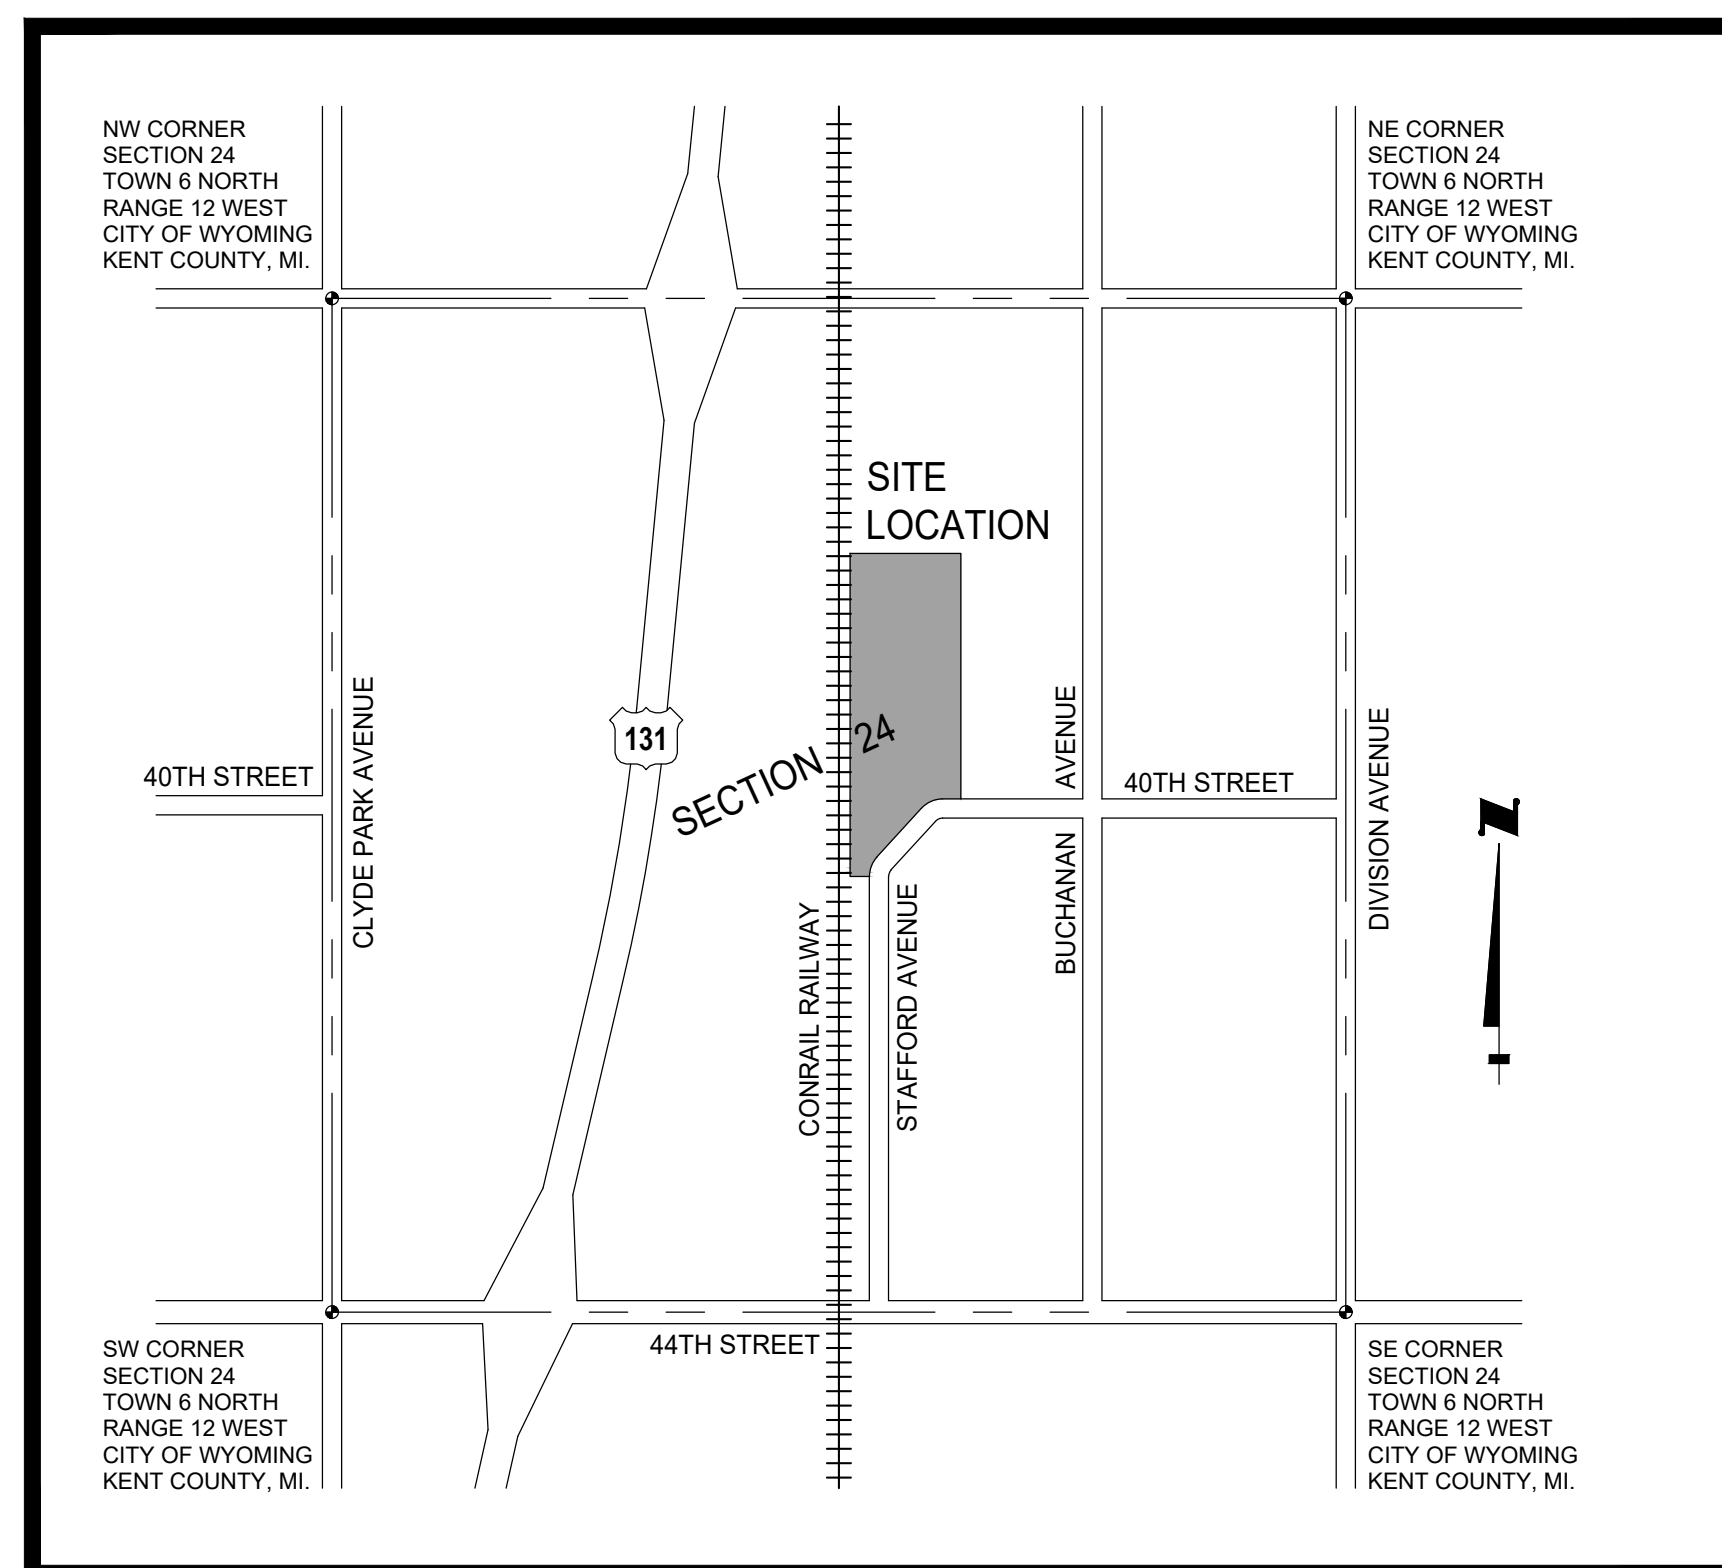 NW CORNER
SECTION 24
TOWN 6 NORTH
RANGE 12 WEST
CITY OF WYOMING
KENT COUNTY, MI.
NE CORNER
SECTION 24
TOWN 6 NORTH
RANGE 12 WEST
CITY OF WYOMING
KENT COUNTY, MI.
SITE
LOCATION
CLYDE PARK AVENUE
131
SECTION 24
40TH STREET
BUCHANAN AVENUE
40TH STREET
DIVISION AVENUE
N
CONRAIL RAILWAY
STAFFORD AVENUE
44TH STREET
SW CORNER
SECTION 24
TOWN 6 NORTH
RANGE 12 WEST
CITY OF WYOMING
KENT COUNTY, MI.
SE CORNER
SECTION 24
TOWN 6 NORTH
RANGE 12 WEST
CITY OF WYOMING
KENT COUNTY, MI.